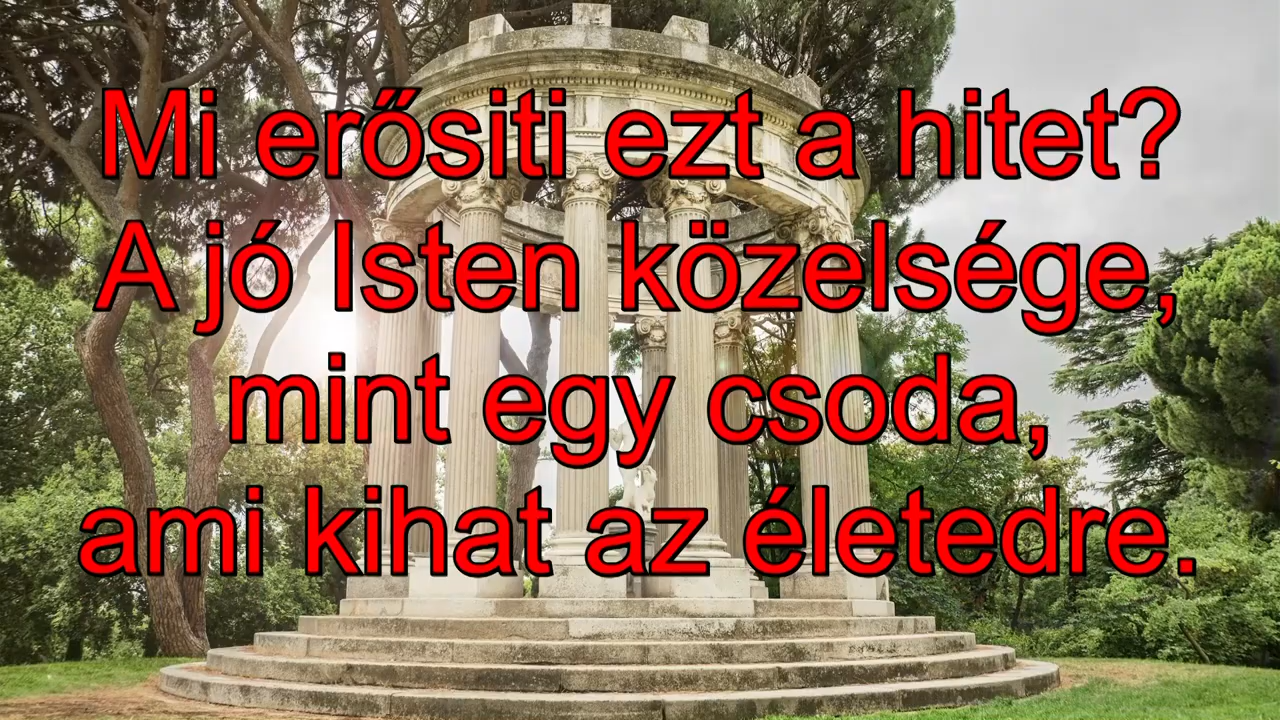 Mi erősiti ezt a hitet?
A jó Isten közelsége,
mint egy csoda,
ami kihat az életedre.